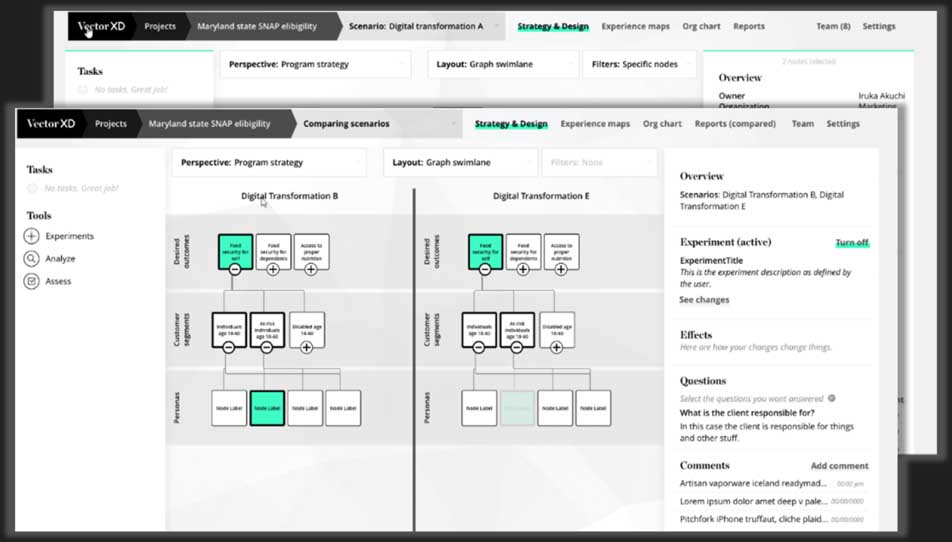 VectorXD
Projects
Maryland state SNAP elibigility
Scenario: Digital transformation A
Strategy & Design
Experience maps
Org chart
Reports
Team (8)
Settings
Tasks
No tasks. Great job!
Perspective: Program strategy
Layout: Graph swimlane
Filters: Specific nodes
2 nodes selected
Overview
Owner
Iruka Akuchi
Organization
Marketing
VectorXD
Projects
Maryland state SNAP elibigility
Comparing scenarios
Strategy & Design
Experience maps
Org chart
Reports (compared)
Team
Settings
Tasks
No tasks. Great job!
Tools
Experiments
Analyze
Assess
Perspective: Program strategy
Layout: Graph swimlane
Filters: None
Digital Transformation B
Desired
outcomes
Food
security for
self
Food
security for
dependents
Access to
proper
nutrition
Customer
segments
Individuals
age 18-60
At risk
individuals
age 18-60
Disabled age
18-60
Personas
Node Label
Node Label
Node Label
Node Label
Digital Transformation E
Desired
outcomes
Food
security for
self
Food
security for
dependents
Access to
proper
nutrition
Customer
segments
Individuals
age 18-60
At risk
individuals
age 18-60
Disabled age
18-60
Personas
Node Label
Node Label
Node Label
Overview
Scenarios: Digital Transformation B, Digital
Transformation E
Experiment (active)
Turn off
ExperimentTitle
This is the experiment description as defined by
the user.
See changes
Effects
Here are how your changes change things.
Questions
Select the questions you want answered
What is the client responsible for?
In this case the client is responsible for things
and other stuff.
Comments
Add comment
Artisan vaporware iceland readymad...
00:00 pm
Lorem ipsum dolor amet deep v pale...
00/00/0000
Pitchfork iPhone truffaut, cliche plaid...
00/00/0000